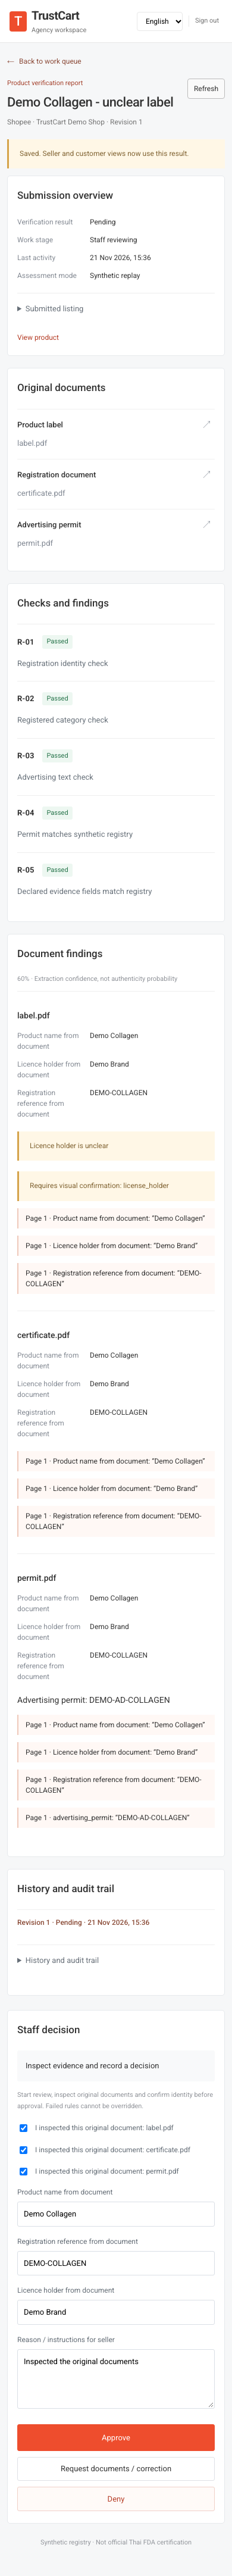 T TrustCart
Agency workspace
English
Sign out
← Back to work queue
Product verification report
Refresh
Demo Collagen - unclear label
Shopee · TrustCart Demo Shop · Revision 1
Saved. Seller and customer views now use this result.
Submission overview
Verification result Pending
Work stage Staff reviewing
Last activity 21 Nov 2026, 15:36
Assessment mode Synthetic replay
▶ Submitted listing
View product
Original documents
Product label
label.pdf
Registration document
certificate.pdf
Advertising permit
permit.pdf
Checks and findings
R-01 Passed
Registration identity check
R-02 Passed
Registered category check
R-03 Passed
Advertising text check
R-04 Passed
Permit matches synthetic registry
R-05 Passed
Declared evidence fields match registry
Document findings
60% · Extraction confidence, not authenticity probability
label.pdf
Product name from Demo Collagen
document
Licence holder from Demo Brand
document
Registration DEMO-COLLAGEN
reference from
document
Licence holder is unclear
Requires visual confirmation: license_holder
Page 1 · Product name from document: “Demo Collagen”
Page 1 · Licence holder from document: “Demo Brand”
Page 1 · Registration reference from document: “DEMO-
COLLAGEN”
certificate.pdf
Product name from Demo Collagen
document
Licence holder from Demo Brand
document
Registration DEMO-COLLAGEN
reference from
document
Page 1 · Product name from document: “Demo Collagen”
Page 1 · Licence holder from document: “Demo Brand”
Page 1 · Registration reference from document: “DEMO-
COLLAGEN”
permit.pdf
Product name from Demo Collagen
document
Licence holder from Demo Brand
document
Registration DEMO-COLLAGEN
reference from
document
Advertising permit: DEMO-AD-COLLAGEN
Page 1 · Product name from document: “Demo Collagen”
Page 1 · Licence holder from document: “Demo Brand”
Page 1 · Registration reference from document: “DEMO-
COLLAGEN”
Page 1 · advertising_permit: “DEMO-AD-COLLAGEN”
History and audit trail
Revision 1 · Pending · 21 Nov 2026, 15:36
▶ History and audit trail
Staff decision
Inspect evidence and record a decision
Start review, inspect original documents and confirm identity before
approval. Failed rules cannot be overridden.
I inspected this original document: label.pdf
I inspected this original document: certificate.pdf
I inspected this original document: permit.pdf
Product name from document
Demo Collagen
Registration reference from document
DEMO-COLLAGEN
Licence holder from document
Demo Brand
Reason / instructions for seller
Inspected the original documents
Approve
Request documents / correction
Deny
Synthetic registry · Not official Thai FDA certification